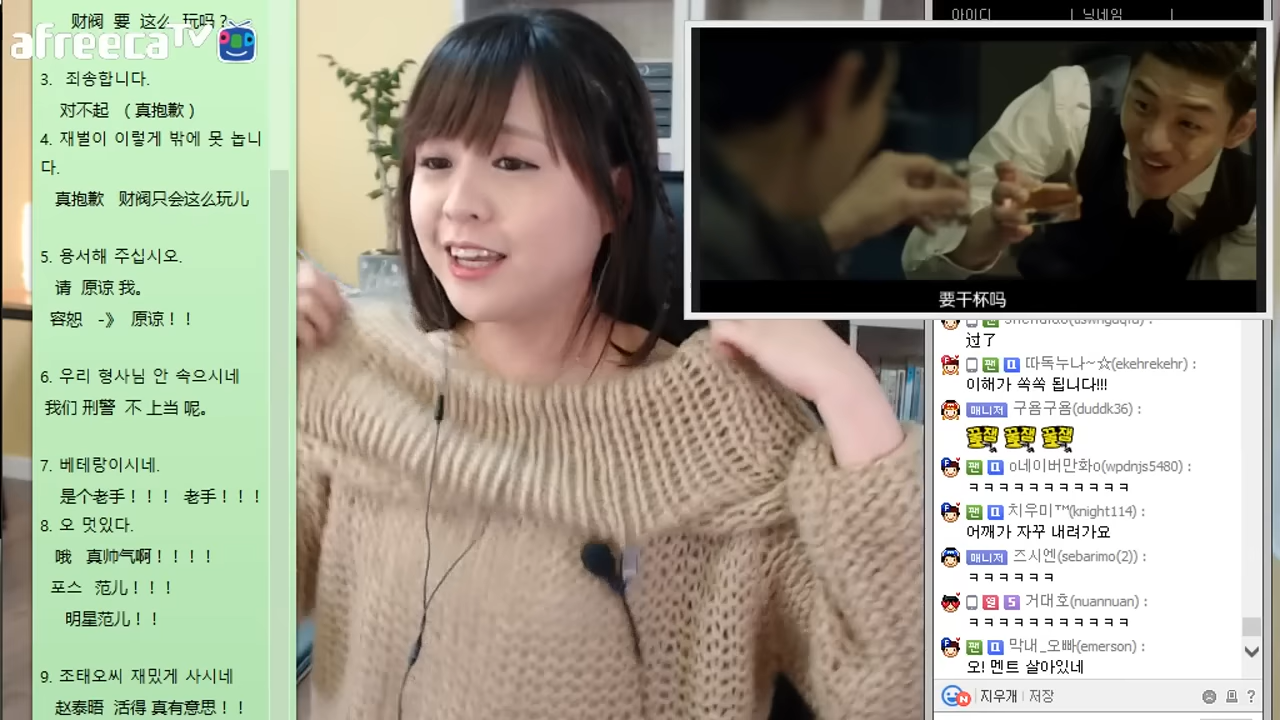 财阀 要 这么 玩吗？
afreecaTV
3. 죄송합니다.
对不起 （真抱歉）
4. 재벌이 이렇게 밖에 못 놉니
다.
真抱歉 财阀只会这么玩儿
5. 용서해 주십시오.
请 原谅 我。
容恕 -》 原谅！！
6. 우리 형사님 안 속으시네
我们 刑警 不 上当 呢。
7. 베테랑이시네.
是个老手！！！ 老手！！！
8. 오 멋있다.
哦 真帅气啊！！！！
포스 范儿！！！
明星范儿！！
9. 조태오씨 재밌게 사시네
赵泰晤 活得 真有意思！！
아이디 | 닉네임 |
要干杯吗
过了
팬 따독누나~☆(ekehrekehr) :
이해가 쏙쏙 됩니다!!!
매니저 구욤구욤(duddk36) :
꿀잼 꿀잼 꿀잼
팬 o네이버만화o(wpdnjs5480) :
ㅋㅋㅋㅋㅋㅋㅋㅋㅋㅋㅋ
팬 치우미™(knight114) :
어깨가 자꾸 내려가요
매니저 즈시엔(sebarimo(2)) :
ㅋㅋㅋㅋㅋㅋ
열 S 거대호(nuannuan) :
ㅋㅋㅋㅋㅋㅋㅋㅋㅋㅋㅋ
팬 막내_오빠(emerson) :
오! 멘트 살아있네
N 지우개 | 저장 ?